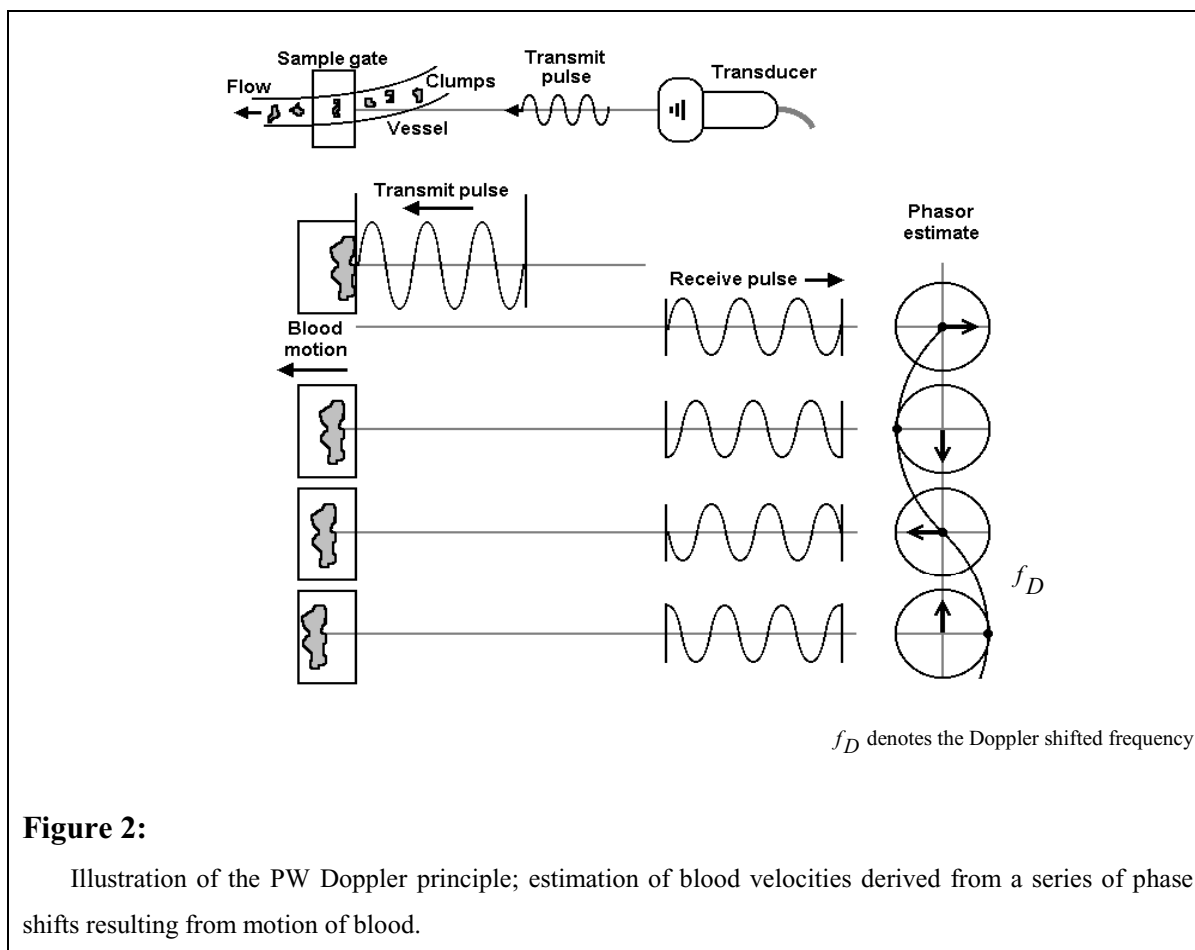 Sample gate
Transmit
pulse
Transducer
Flow
Clumps
Vessel
Transmit pulse
Phasor
estimate
Receive pulse
Blood
motion
f_D
f_D denotes the Doppler shifted frequency
Figure 2:
Illustration of the PW Doppler principle; estimation of blood velocities derived from a series of phase
shifts resulting from motion of blood.